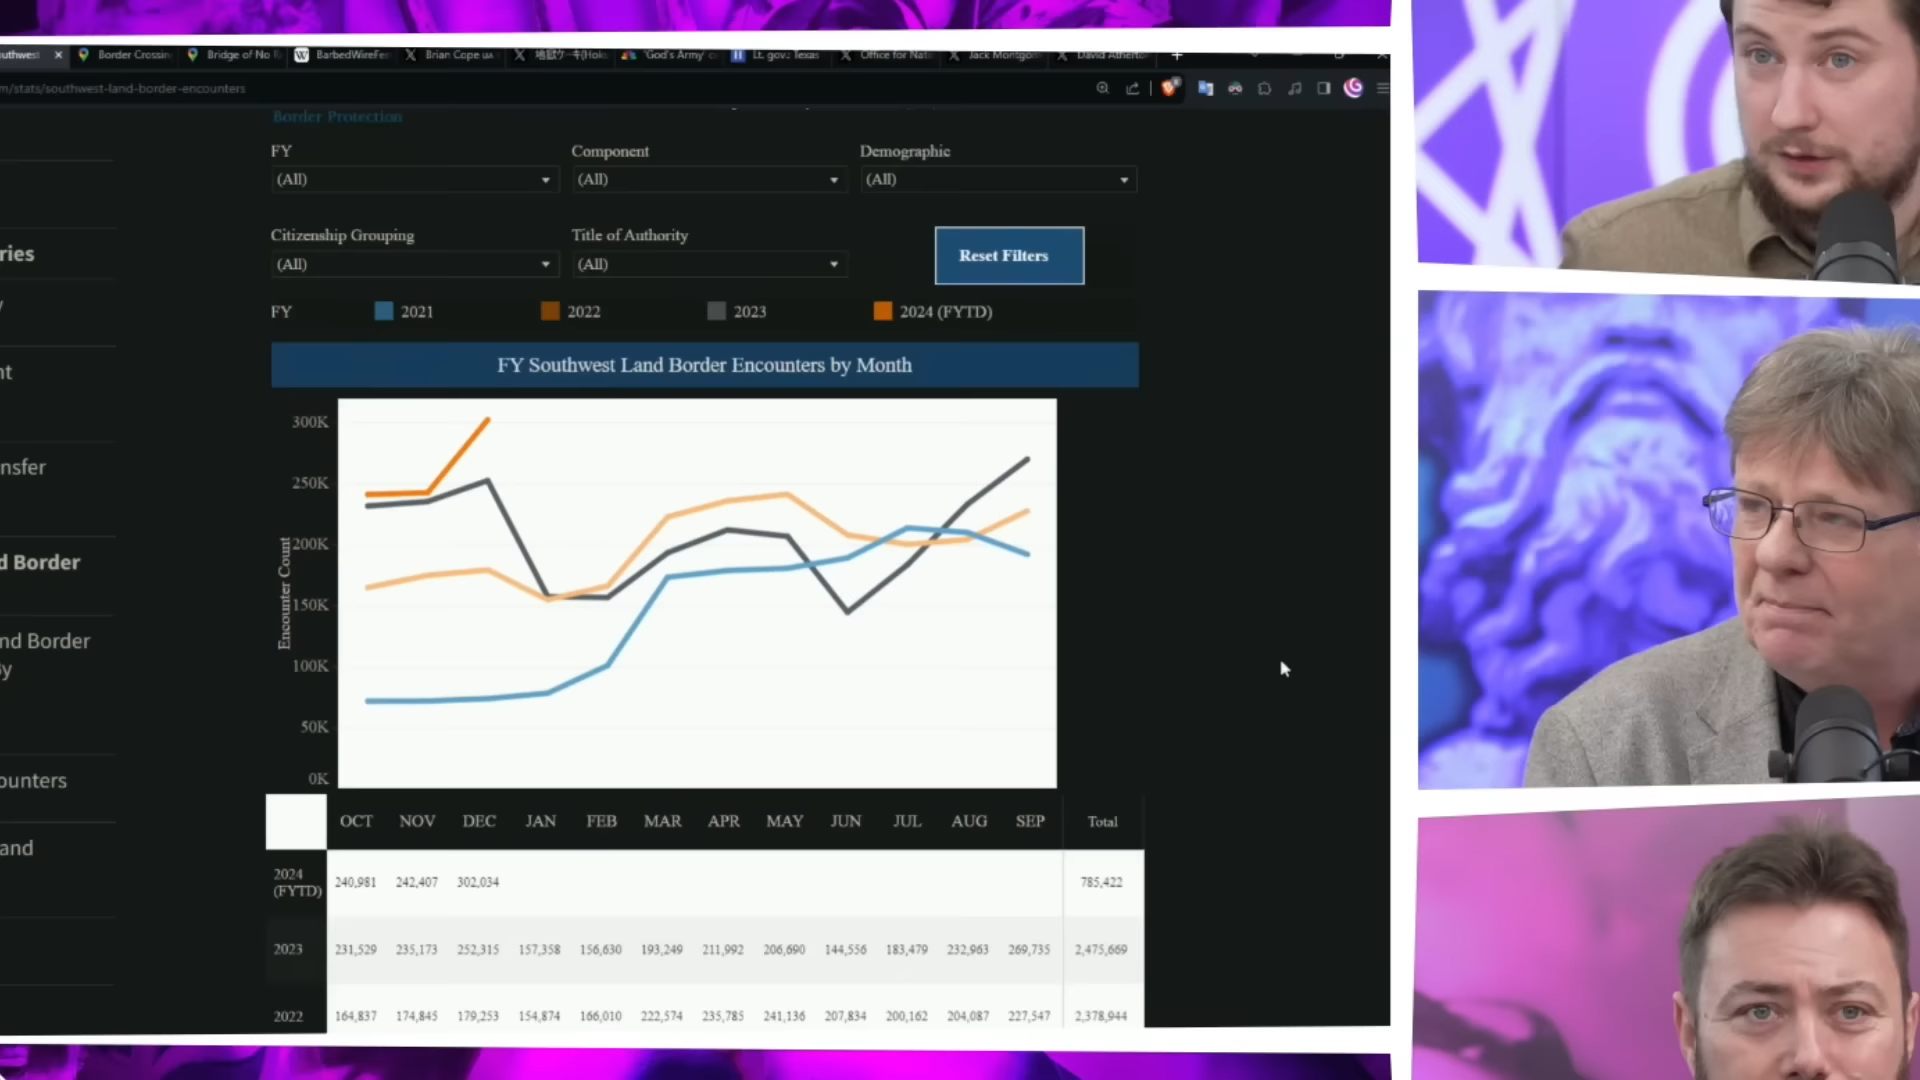 uthwest
Border Crossin
Bridge of No R
BarbedWireFe
Brian Cope
'God's Army'
Lt. gov.: Texas
Office for Nat
Jack Montgo
David Atherto
m/stats/southwest-land-border-encounters
Border Protection
FY Component Demographic
(All) (All) (All)
Citizenship Grouping Title of Authority
(All) (All) Reset Filters
FY 2021 2022 2023 2024 (FYTD)
FY Southwest Land Border Encounters by Month
300K
250K
200K
150K
100K
50K
0K
Encounter Count
OCT NOV DEC JAN FEB MAR APR MAY JUN JUL AUG SEP Total
2024 (FYTD) 240,981 242,407 302,034 785,422
2023 231,529 235,173 252,315 157,358 156,630 193,249 211,992 206,690 144,556 183,479 232,963 269,735 2,475,669
2022 164,837 174,845 179,253 154,874 166,010 222,574 235,785 241,136 207,834 200,162 204,087 227,547 2,378,944
ries
nt
nsfer
d Border
nd Border
By
ounters
and